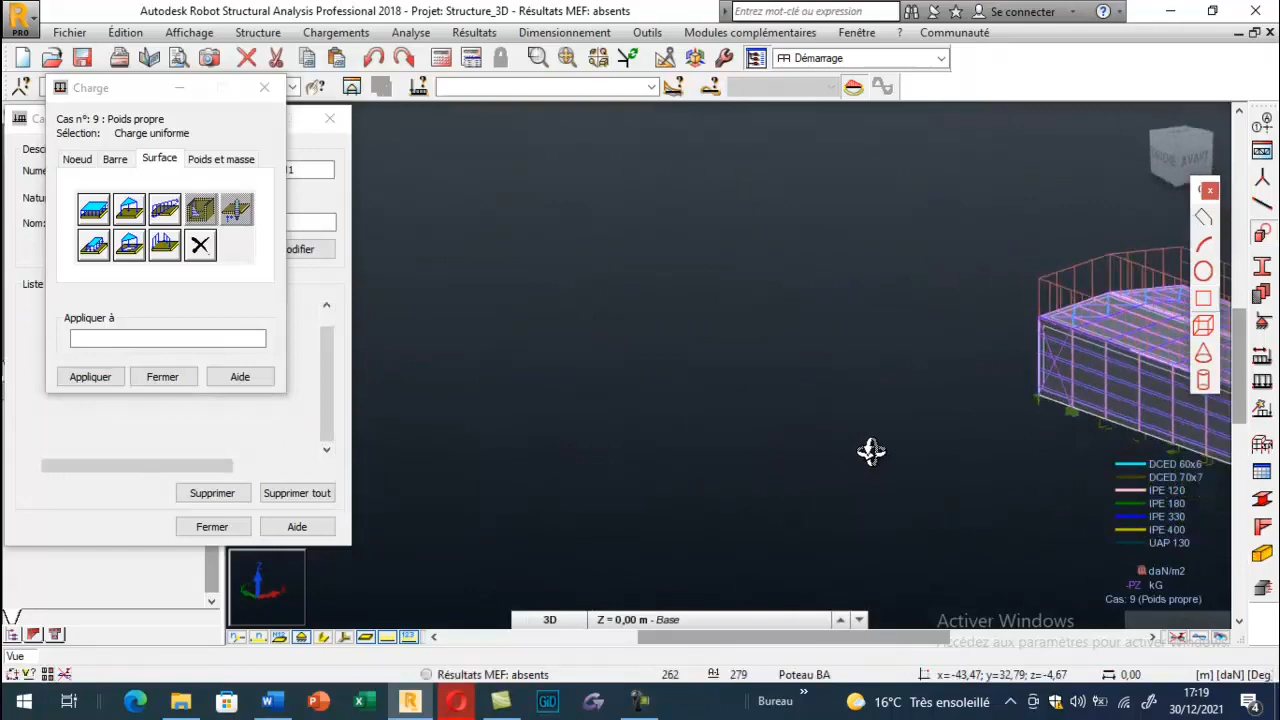 Autodesk Robot Structural Analysis Professional 2018 - Projet: Structure_3D - Résultats MEF: absents
Entrez mot-clé ou expression
Se connecter
PRO
Fichier Édition Affichage Structure Chargements Analyse Résultats Dimensionnement Outils Modules complémentaires Fenêtre ? Communauté
Démarrage
Charge
Cas n°: 9 : Poids propre
Sélection: Charge uniforme
Noeud Barre Surface Poids et masse
Appliquer à
Appliquer Fermer Aide
Supprimer Supprimer tout
Fermer Aide
DCED 60x6
DCED 70x7
IPE 120
IPE 180
IPE 330
IPE 400
UAP 130
daN/m2
-PZ kG
Cas: 9 (Poids propre)
3D Z = 0,00 m - Base
Activer Windows
Accédez aux paramètres pour activer Windows.
Vue
Résultats MEF: absents 262 279 Poteau BA x=-43,47; y=32,79; z=-4,67 0,00 [m] [daN] [Deg]
Bureau
16°C Très ensoleillé
17:19
30/12/2021